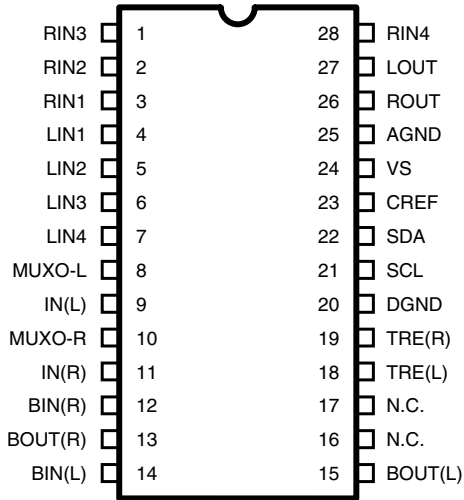 RIN3 1 28 RIN4
RIN2 2 27 LOUT
RIN1 3 26 ROUT
LIN1 4 25 AGND
LIN2 5 24 VS
LIN3 6 23 CREF
LIN4 7 22 SDA
MUXO-L 8 21 SCL
IN(L) 9 20 DGND
MUXO-R 10 19 TRE(R)
IN(R) 11 18 TRE(L)
BIN(R) 12 17 N.C.
BOUT(R) 13 16 N.C.
BIN(L) 14 15 BOUT(L)